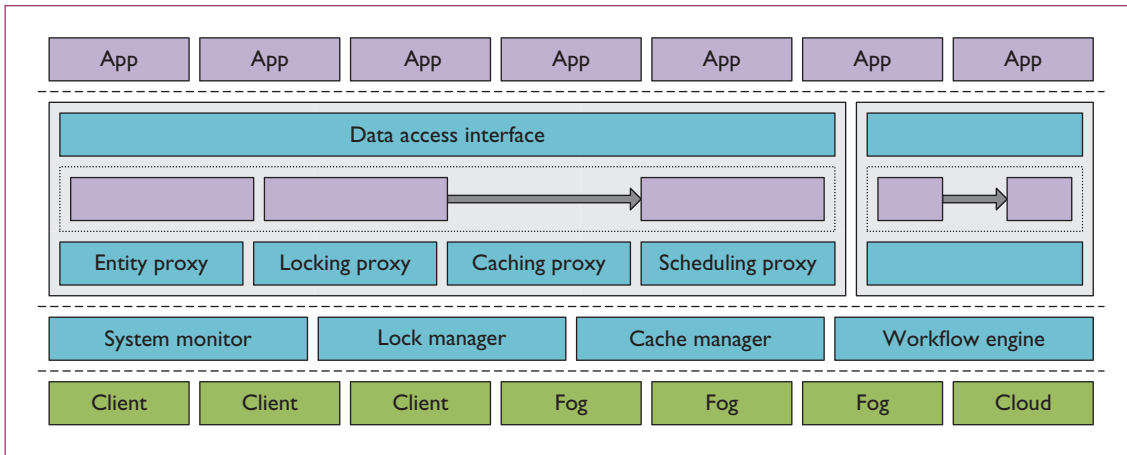 App App App App App App App
Data access interface
Entity proxy Locking proxy Caching proxy Scheduling proxy
System monitor Lock manager Cache manager Workflow engine
Client Client Client Fog Fog Fog Cloud